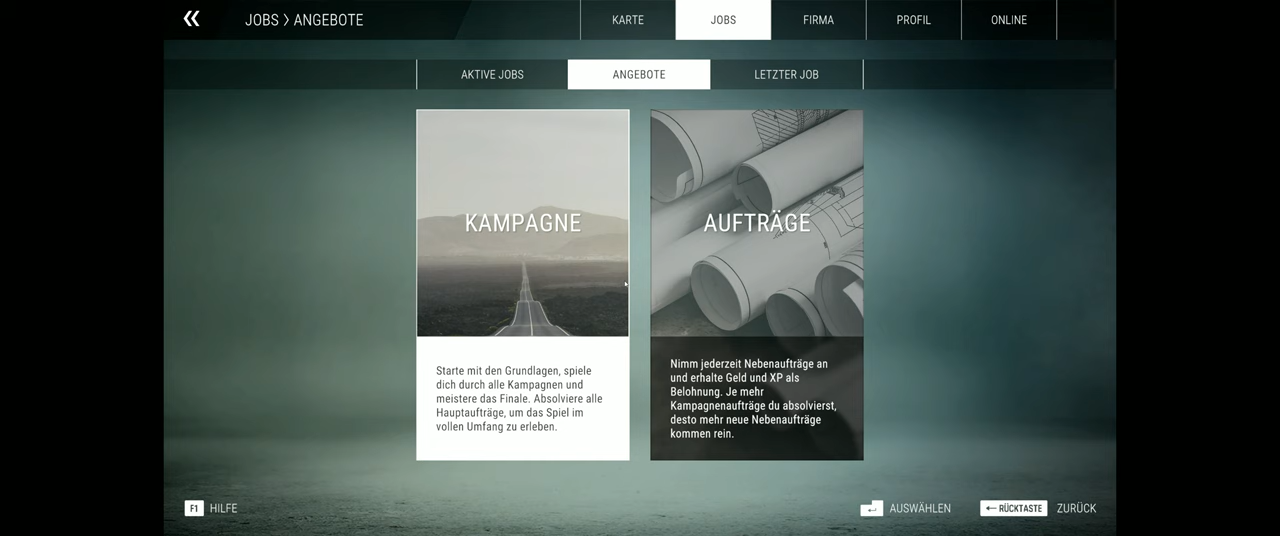 JOBS > ANGEBOTE
KARTE
JOBS
FIRMA
PROFIL
ONLINE
AKTIVE JOBS
ANGEBOTE
LETZTER JOB
KAMPAGNE
Starte mit den Grundlagen, spiele
dich durch alle Kampagnen und
meistere das Finale. Absolviere alle
Hauptaufträge, um das Spiel im
vollen Umfang zu erleben.
AUFTRÄGE
Nimm jederzeit Nebenaufträge an
und erhalte Geld und XP als
Belohnung. Je mehr
Kampagnenaufträge du absolvierst,
desto mehr neue Nebenaufträge
kommen rein.
F1 HILFE
AUSWÄHLEN
← RÜCKTASTE ZURÜCK